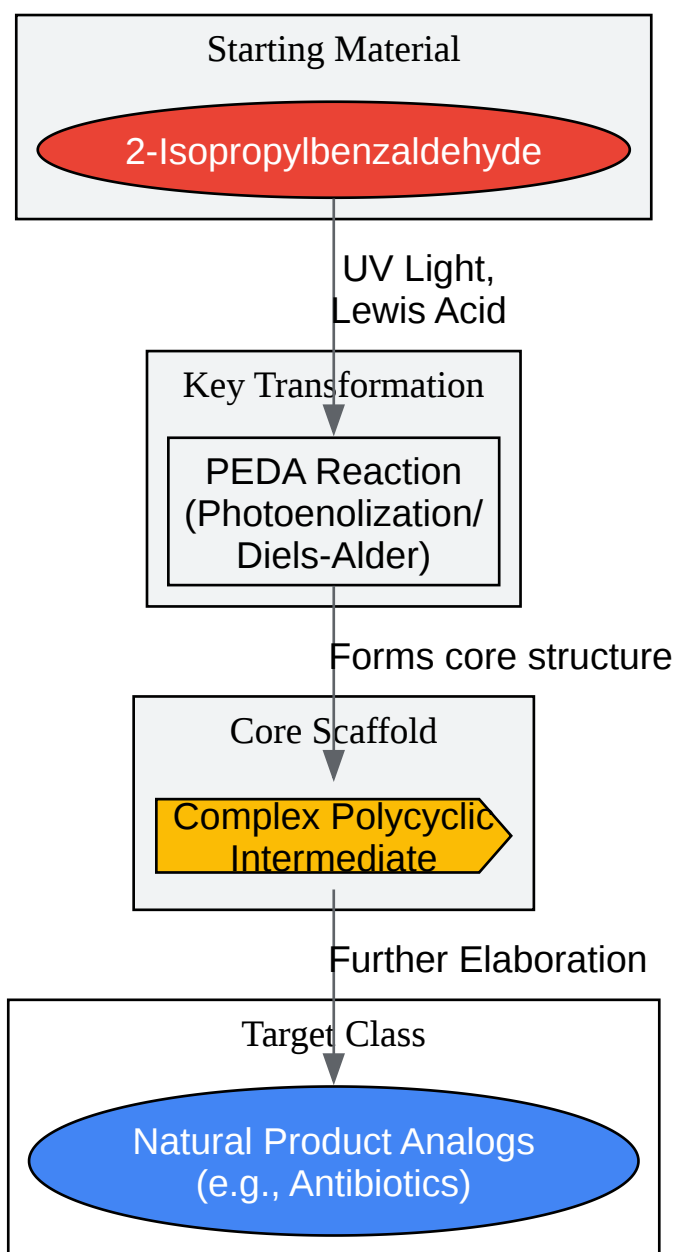 Starting Material
2-Isopropylbenzaldehyde
UV Light,
Lewis Acid
Key Transformation
PEDA Reaction
(Photoenolization/
Diels-Alder)
Forms core structure
Core Scaffold
Complex Polycyclic
Intermediate
Further Elaboration
Target Class
Natural Product Analogs
(e.g., Antibiotics)